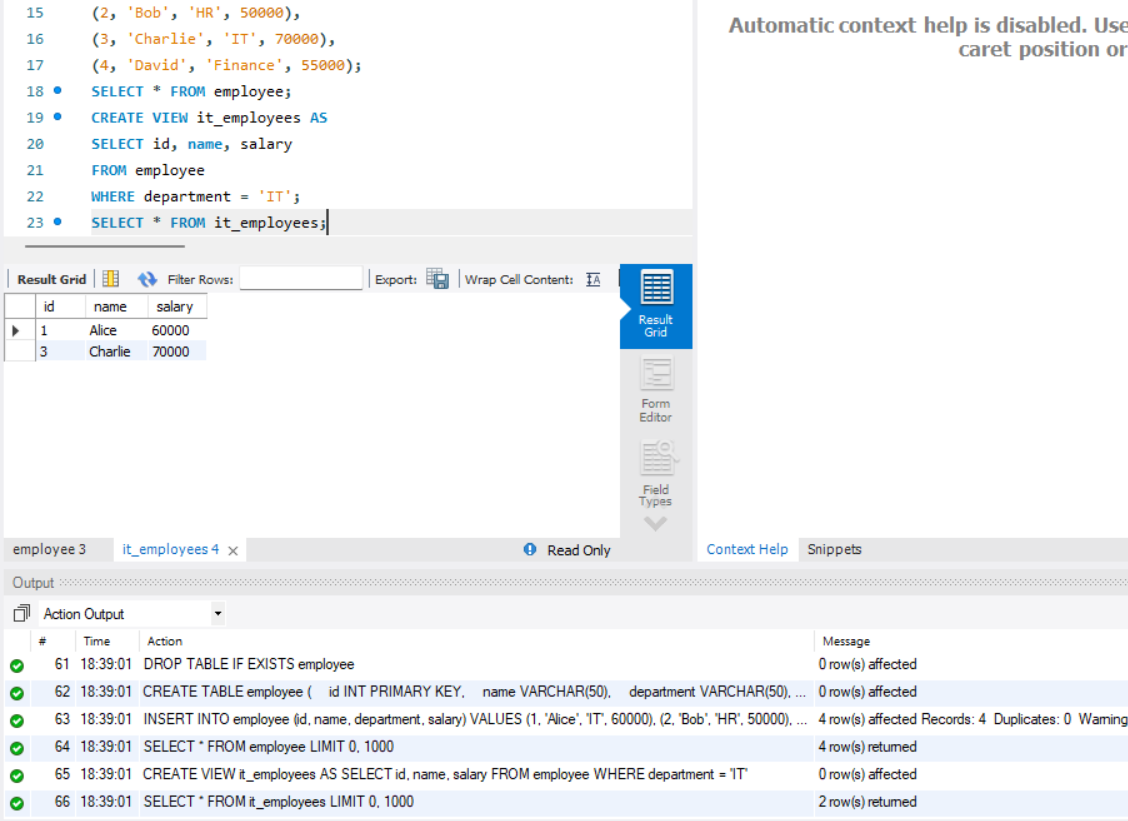 15 (2, 'Bob', 'HR', 50000),
16 (3, 'Charlie', 'IT', 70000),
17 (4, 'David', 'Finance', 55000);
18 SELECT * FROM employee;
19 CREATE VIEW it_employees AS
20 SELECT id, name, salary
21 FROM employee
22 WHERE department = 'IT';
23 SELECT * FROM it_employees;
Automatic context help is disabled. Use
caret position or
Result Grid Filter Rows: Export: Wrap Cell Content: IA
id name salary
1 Alice 60000
3 Charlie 70000
Result
Grid
Form
Editor
Field
Types
employee 3 it_employees 4 Read Only Context Help Snippets
Output
Action Output
# Time Action Message
61 18:39:01 DROP TABLE IF EXISTS employee 0 row(s) affected
62 18:39:01 CREATE TABLE employee ( id INT PRIMARY KEY, name VARCHAR(50), department VARCHAR(50), ... 0 row(s) affected
63 18:39:01 INSERT INTO employee (id, name, department, salary) VALUES (1, 'Alice', 'IT', 60000), (2, 'Bob', 'HR', 50000), ... 4 row(s) affected Records: 4 Duplicates: 0 Warning
64 18:39:01 SELECT * FROM employee LIMIT 0, 1000 4 row(s) returned
65 18:39:01 CREATE VIEW it_employees AS SELECT id, name, salary FROM employee WHERE department = 'IT' 0 row(s) affected
66 18:39:01 SELECT * FROM it_employees LIMIT 0, 1000 2 row(s) returned